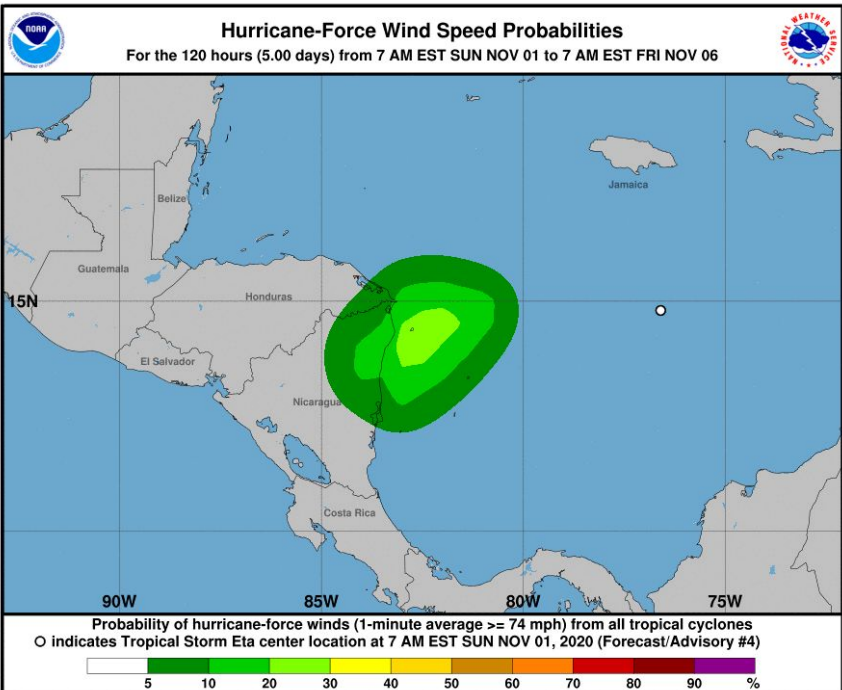 Hurricane-Force Wind Speed Probabilities
For the 120 hours (5.00 days) from 7 AM EST SUN NOV 01 to 7 AM EST FRI NOV 06
NOAA
NATIONAL WEATHER SERVICE
Jamaica
Belize
Guatemala
15N
Honduras
El Salvador
Nicaragua
Costa Rica
90W 85W 80W 75W
Probability of hurricane-force winds (1-minute average >= 74 mph) from all tropical cyclones
O indicates Tropical Storm Eta center location at 7 AM EST SUN NOV 01, 2020 (Forecast/Advisory #4)
5 10 20 30 40 50 60 70 80 90 %